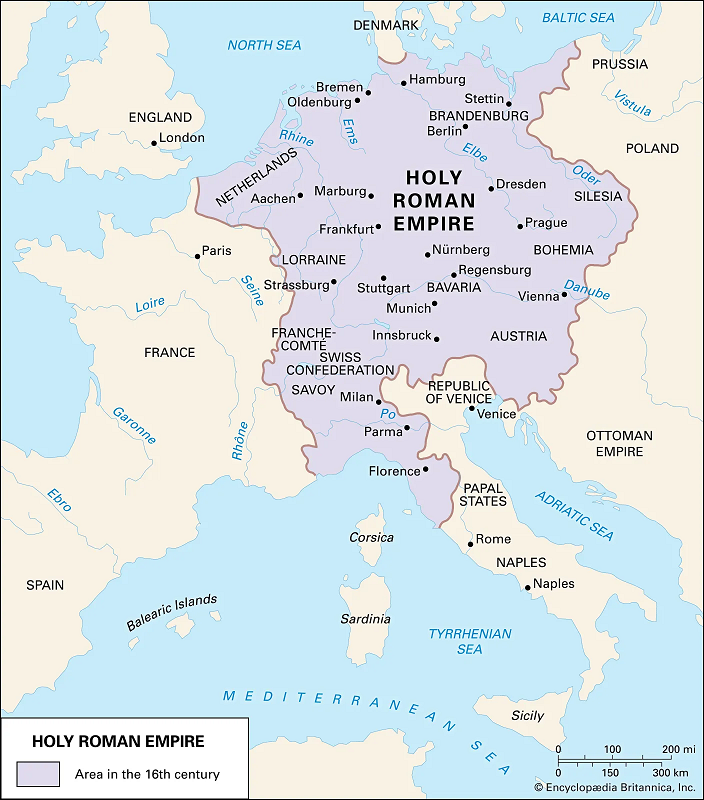 DENMARK
BALTIC SEA
NORTH SEA
PRUSSIA
Hamburg
Bremen
Oldenburg
Stettin
Vistula
ENGLAND
BRANDENBURG
London
Berlin
Rhine
Ems
Elbe
POLAND
NETHERLANDS
Oder
HOLY
ROMAN
EMPIRE
Dresden
Marburg
Aachen
SILESIA
Frankfurt
Prague
Paris
Nürnberg
BOHEMIA
LORRAINE
Regensburg
Strassburg
Stuttgart
BAVARIA
Seine
Vienna
Danube
Loire
Munich
FRANCHE-
COMTÉ
Innsbruck
AUSTRIA
FRANCE
SWISS
CONFEDERATION
SAVOY
Milan
REPUBLIC
OF VENICE
Venice
Po
Garonne
Rhône
Parma
OTTOMAN
EMPIRE
Florence
Ebro
PAPAL
STATES
ADRIATIC SEA
Corsica
Rome
NAPLES
SPAIN
Naples
Balearic Islands
Sardinia
TYRRHENIAN
SEA
MEDITERRANEAN SEA
Sicily
HOLY ROMAN EMPIRE
Area in the 16th century
0 100 200 mi
0 150 300 km
© Encyclopædia Britannica, Inc.